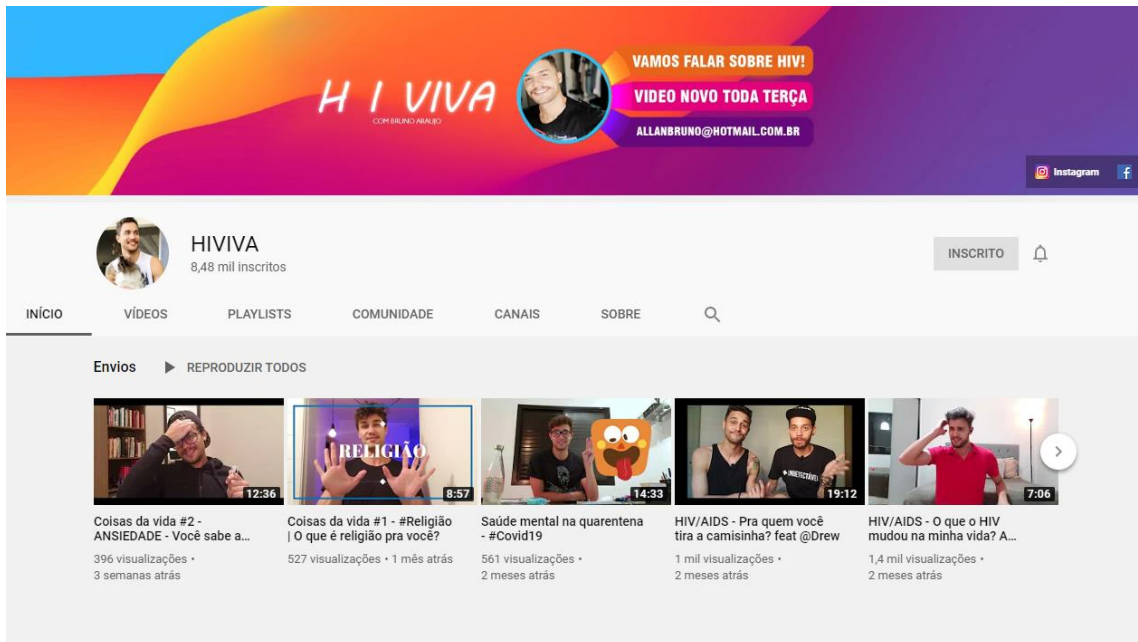 H I VIVA
COM BRUNO ARAUJO
VAMOS FALAR SOBRE HIV!
VIDEO NOVO TODA TERÇA
ALLANBRUNO@HOTMAIL.COM.BR
Instagram
HIVIVA
8,48 mil inscritos
INSCRITO
INÍCIO VÍDEOS PLAYLISTS COMUNIDADE CANAIS SOBRE
Envios REPRODUZIR TODOS
12:36
RELIGIÃO
8:57
14:33
INDETECTÁVEL
19:12
7:06
Coisas da vida #2 -
ANSIEDADE - Você sabe a...
396 visualizações •
3 semanas atrás
Coisas da vida #1 - #Religião
| O que é religião pra você?
527 visualizações • 1 mês atrás
Saúde mental na quarentena
- #Covid19
561 visualizações •
2 meses atrás
HIV/AIDS - Pra quem você
tira a camisinha? feat @Drew
1 mil visualizações •
2 meses atrás
HIV/AIDS - O que o HIV
mudou na minha vida? A...
1,4 mil visualizações •
2 meses atrás